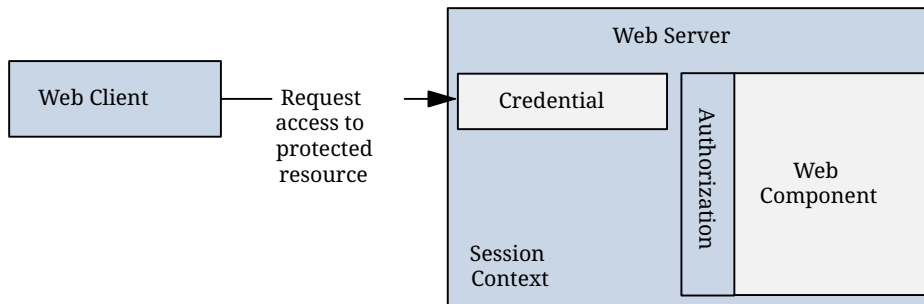 Web Server
Web Client
Request
access to
protected
resource
Credential
Authorization
Web
Component
Session
Context